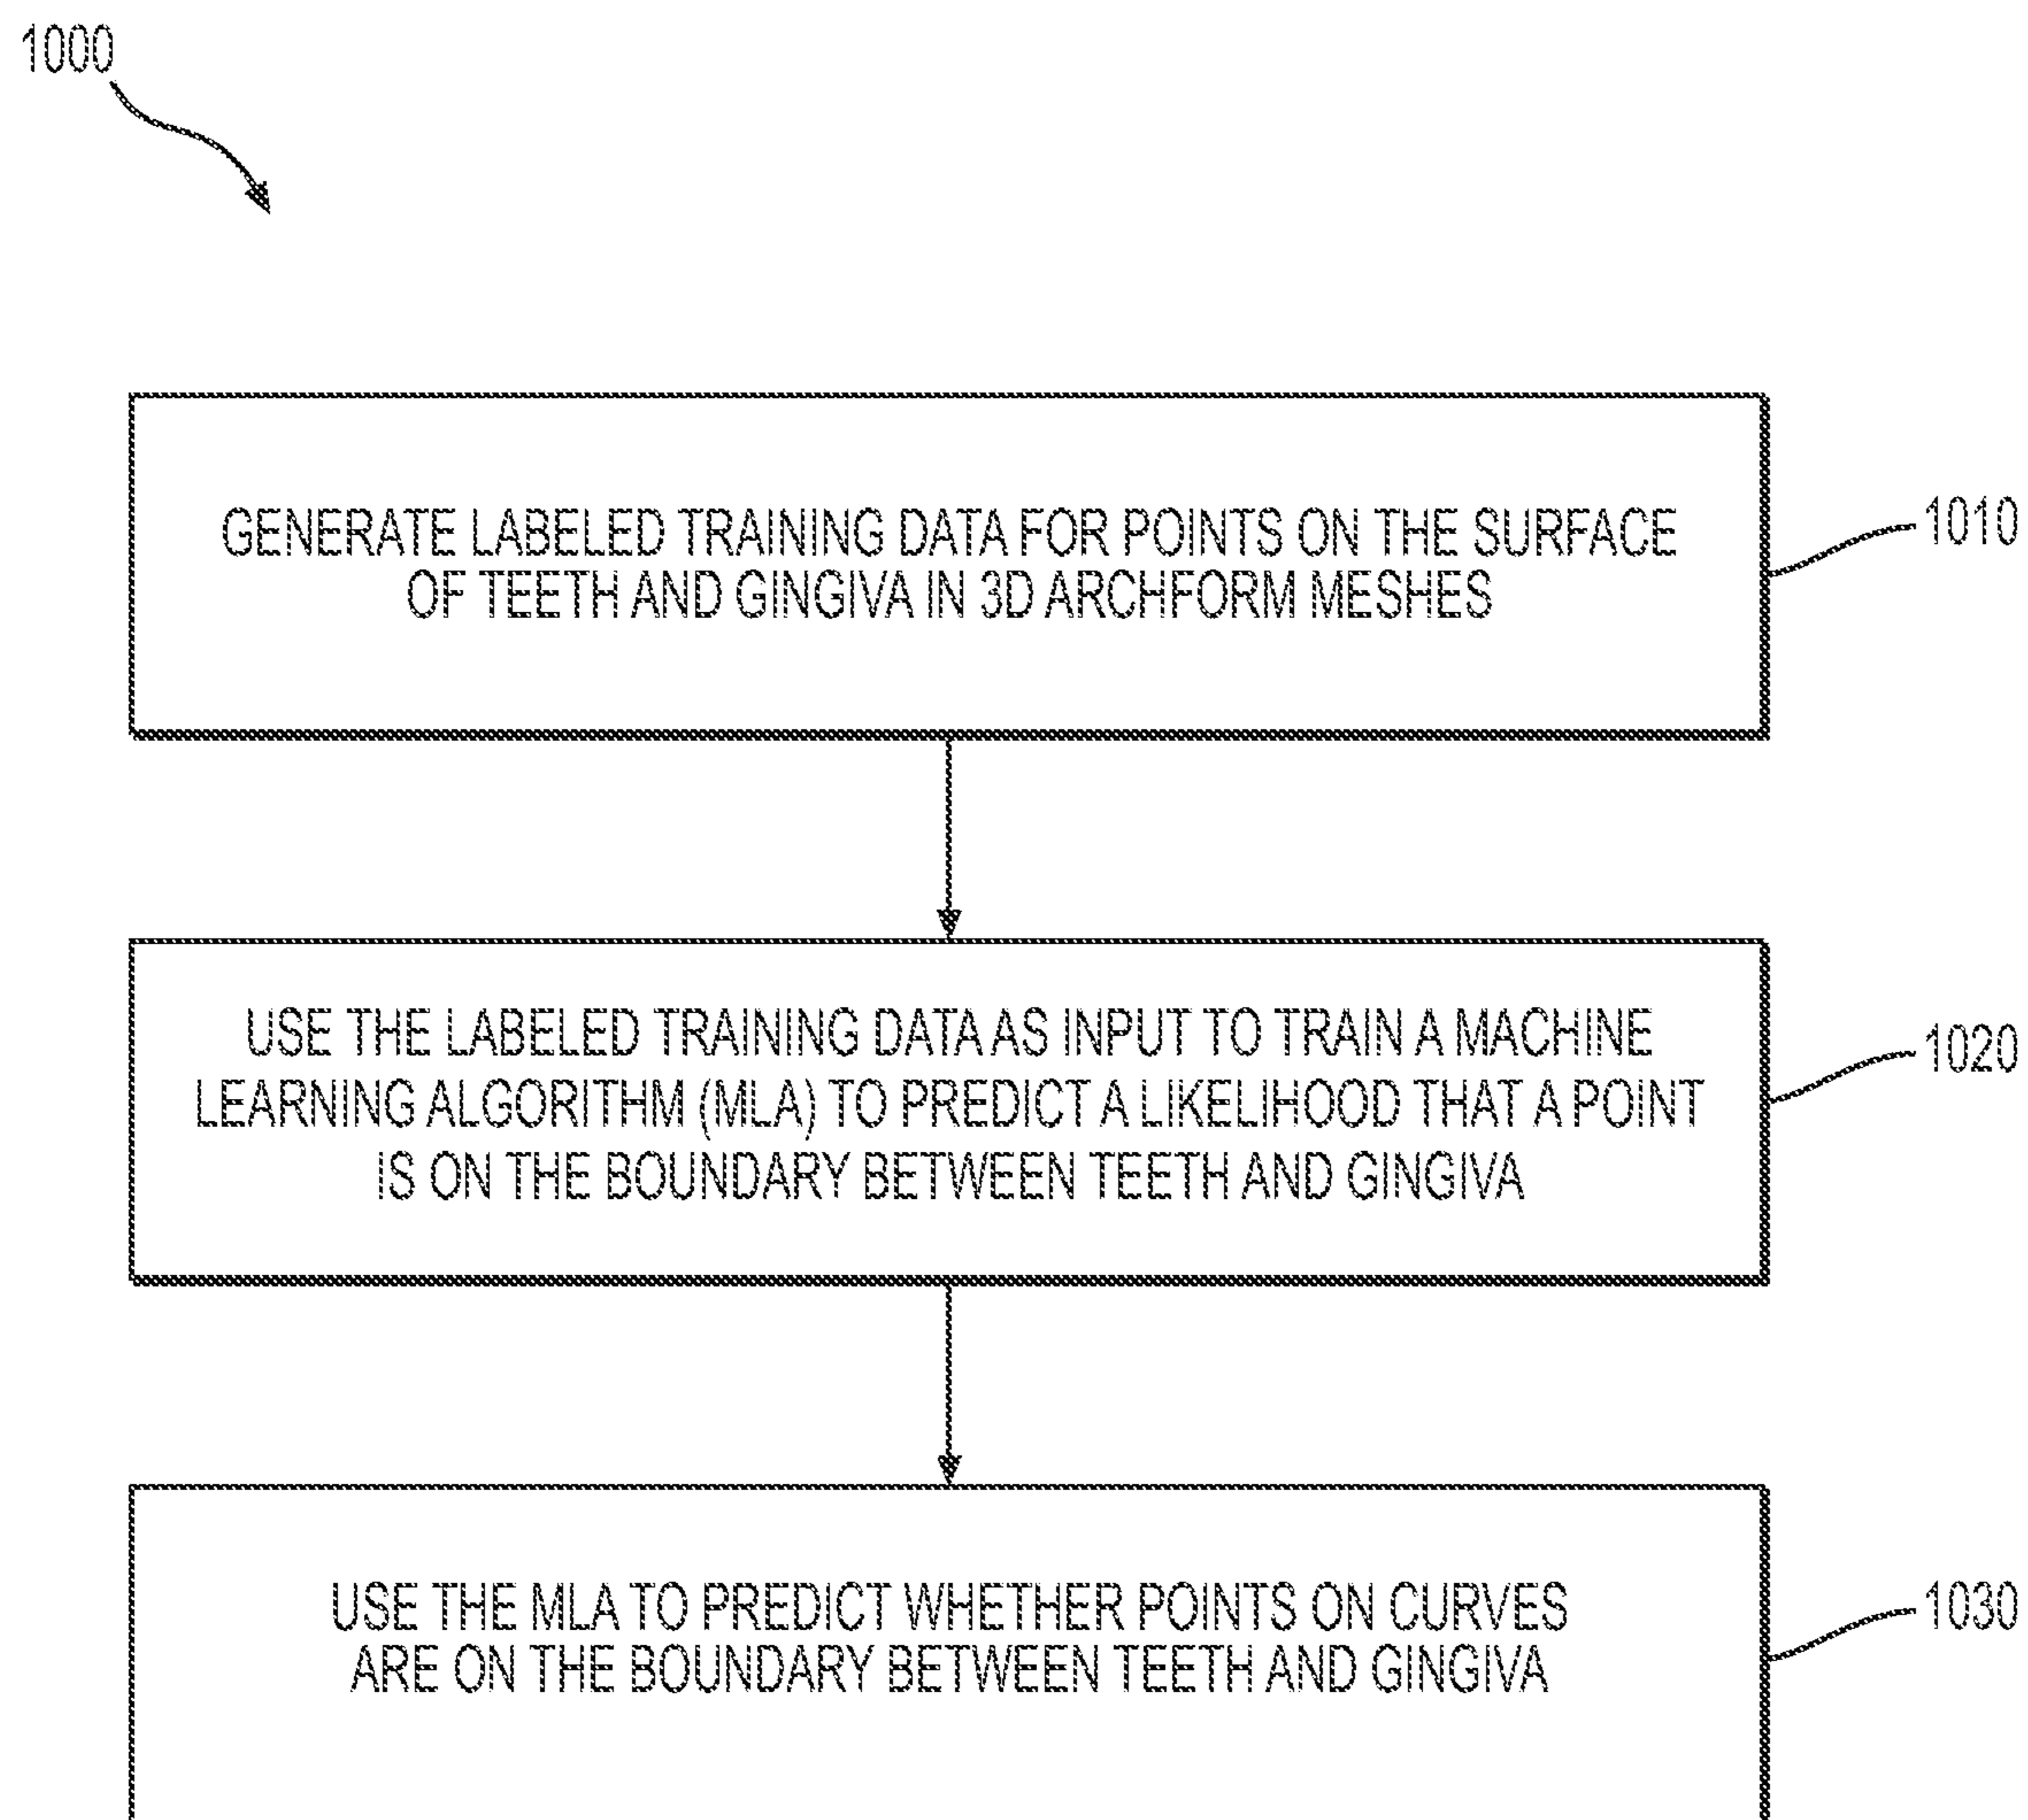 1000
GENERATE LABELED TRAINING DATA FOR POINTS ON THE SURFACE
OF TEETH AND GINGIVA IN 3D ARCHFORM MESHES
1010
USE THE LABELED TRAINING DATA AS INPUT TO TRAIN A MACHINE
LEARNING ALGORITHM (MLA) TO PREDICT A LIKELIHOOD THAT A POINT
IS ON THE BOUNDARY BETWEEN TEETH AND GINGIVA
1020
USE THE MLA TO PREDICT WHETHER POINTS ON CURVES
ARE ON THE BOUNDARY BETWEEN TEETH AND GINGIVA
1030